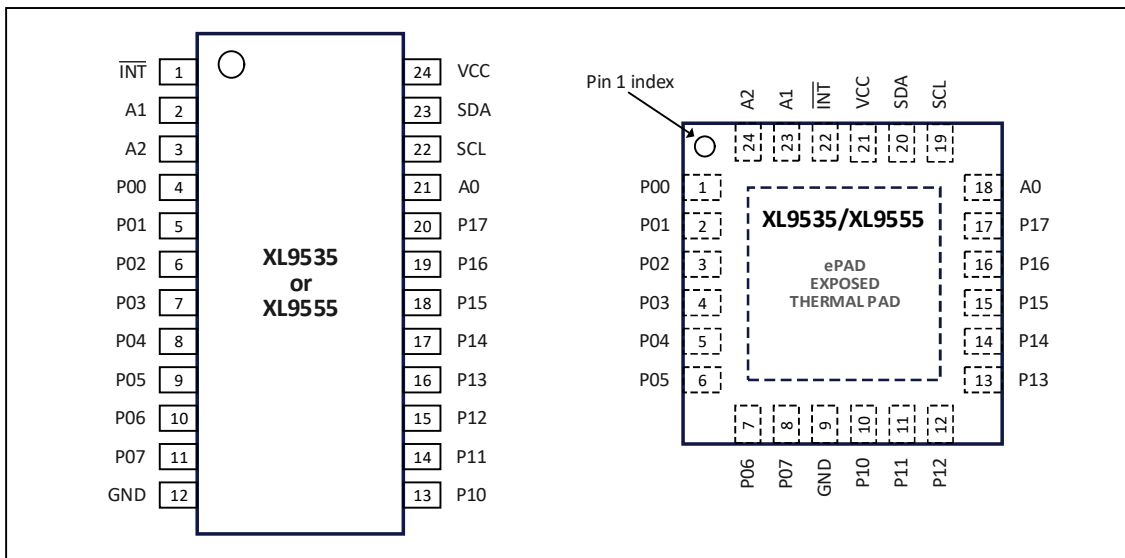 INT 1 24 VCC
A1 2 23 SDA
A2 3 22 SCL
P00 4 21 A0
P01 5 20 P17
P02 6 19 P16
P03 7 18 P15
P04 8 17 P14
P05 9 16 P13
P06 10 15 P12
P07 11 14 P11
GND 12 13 P10
XL9535
or
XL9555
Pin 1 index
A2 A1 INT VCC SDA SCL
24 23 22 21 20 19
P00 1 18 A0
P01 2 17 P17
P02 3 16 P16
P03 4 15 P15
P04 5 14 P14
P05 6 13 P13
XL9535/XL9555
ePAD
EXPOSED
THERMAL PAD
7 8 9 10 11 12
P06 P07 GND P10 P11 P12